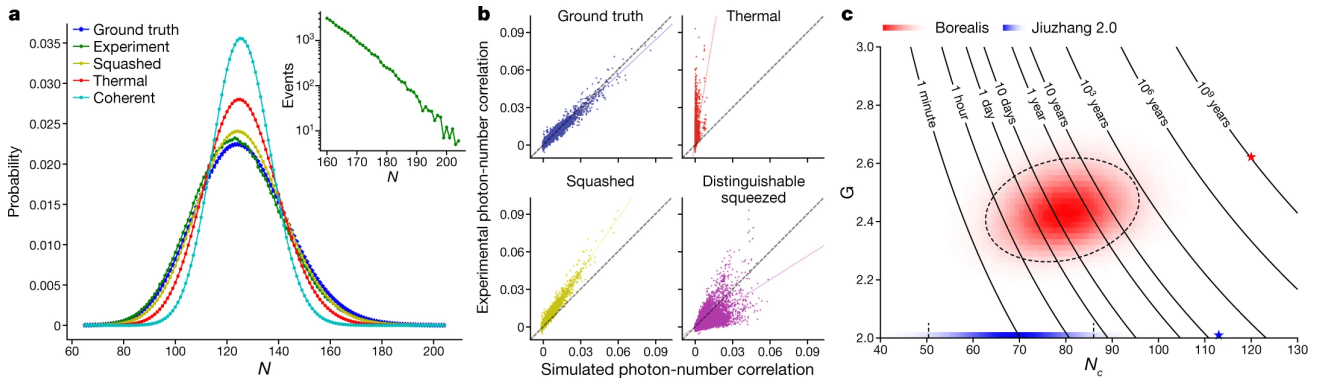 a
Probability
0.035
0.030
0.025
0.020
0.015
0.010
0.005
0
60
80
100
120
140
160
180
200
N
Ground truth
Experiment
Squashed
Thermal
Coherent
Events
10³
10²
10¹
160
170
180
190
200
N
b
Experimental photon-number correlation
Ground truth
Thermal
0.09
0.06
0.03
0
Squashed
Distinguishable
squeezed
0.09
0.06
0.03
0
0
0.03
0.06
0.09
0
0.03
0.06
0.09
Simulated photon-number correlation
c
Borealis
Jiuzhang 2.0
G
3.0
2.8
2.6
2.4
2.2
2.0
1 minute
1 hour
1 day
10 days
1 year
10 years
10³ years
10⁶ years
10⁹ years
40
50
60
70
80
90
100
110
120
130
N꜀